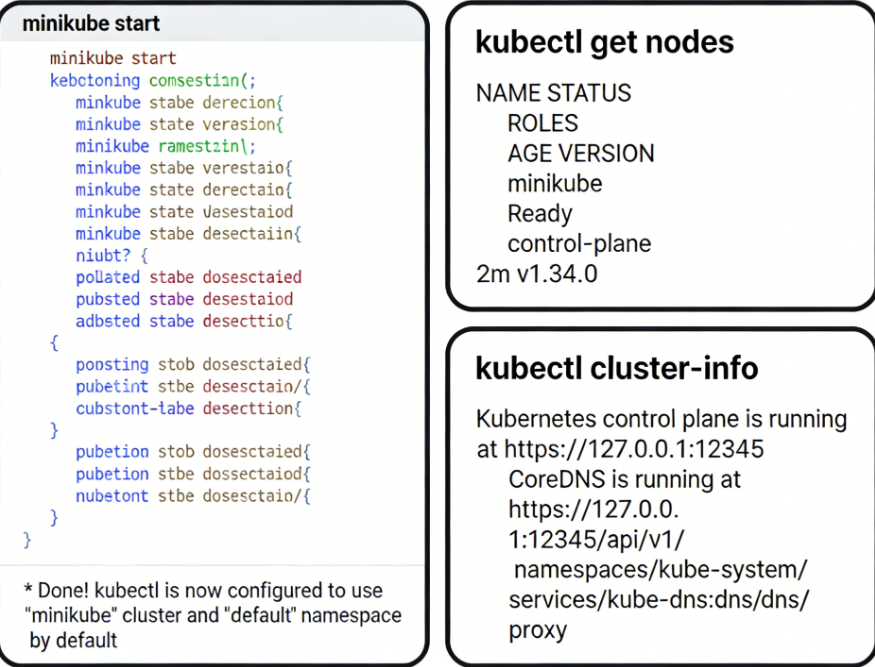 minikube start
minikube start
kebctoning comsestian(;
minkube stabe derecion{
minkube state verasion{
minikube ramestzin\;
minkube stabe verestaio{
minkube state derectaio{
minkube state dasestaiod
minkube stabe desectaiin{
niubt? {
pollated stabe dosesctaied
pubsted stabe desestaiod
adbsted stabe desecttio{
{
poosting stob dosesctaied{
pubetint stbe desesctaio/{
cubstont-tabe desecttion{
}
pubetion stob dosesctaied{
pubetion stbe dossectaiod{
nubetont stbe dosesctaio/{
}
}
* Done! kubectl is now configured to use
"minikube" cluster and "default" namespace
by default
kubectl get nodes
NAME STATUS
ROLES
AGE VERSION
minikube
Ready
control-plane
2m v1.34.0
kubectl cluster-info
Kubernetes control plane is running
at https://127.0.0.1:12345
CoreDNS is running at
https://127.0.0.
1:12345/api/v1/
namespaces/kube-system/
services/kube-dns:dns/dns/
proxy